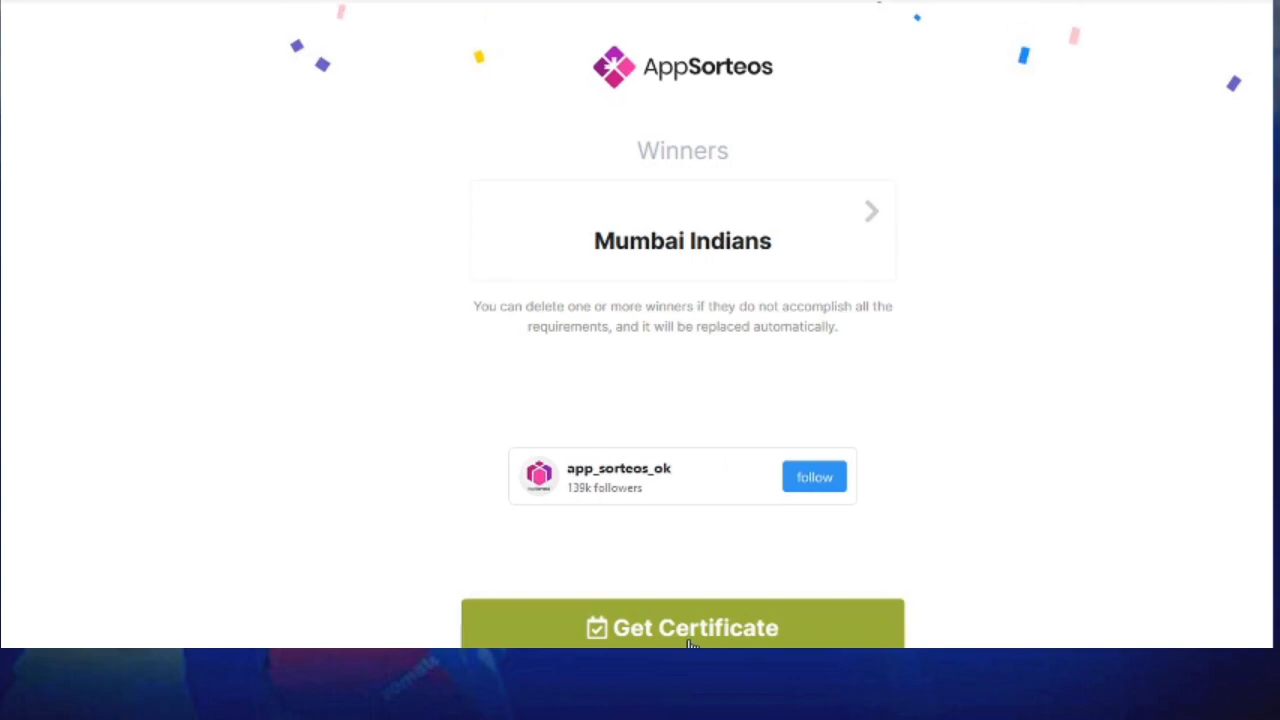 AppSorteos
Winners
Mumbai Indians
You can delete one or more winners if they do not accomplish all the
requirements, and it will be replaced automatically.
app_sorteos_ok
139k followers
follow
Get Certificate